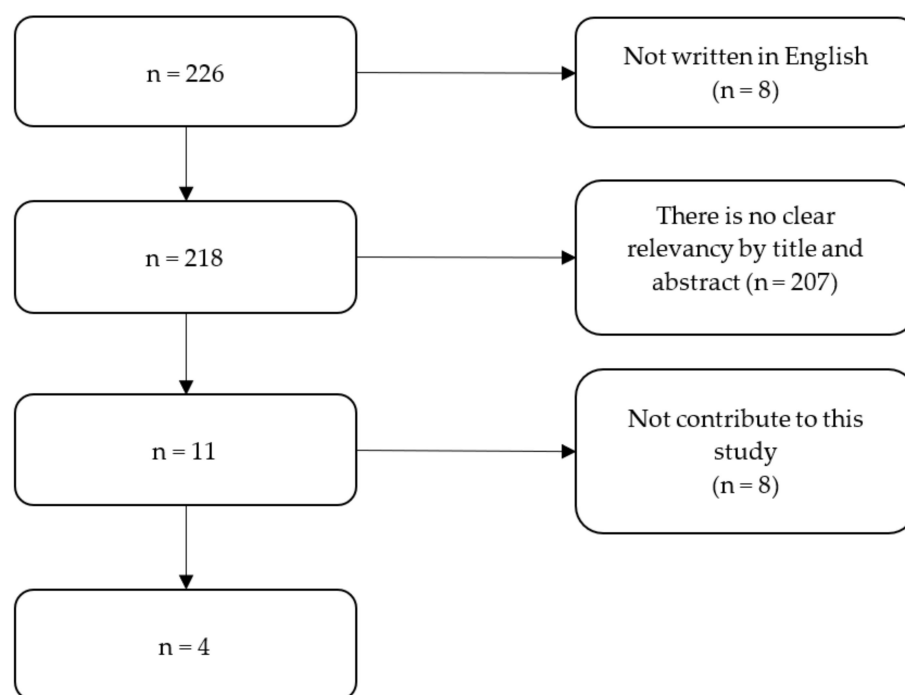 n = 226
Not written in English
(n = 8)
n = 218
There is no clear
relevancy by title and
abstract (n = 207)
n = 11
Not contribute to this
study
(n = 8)
n = 4